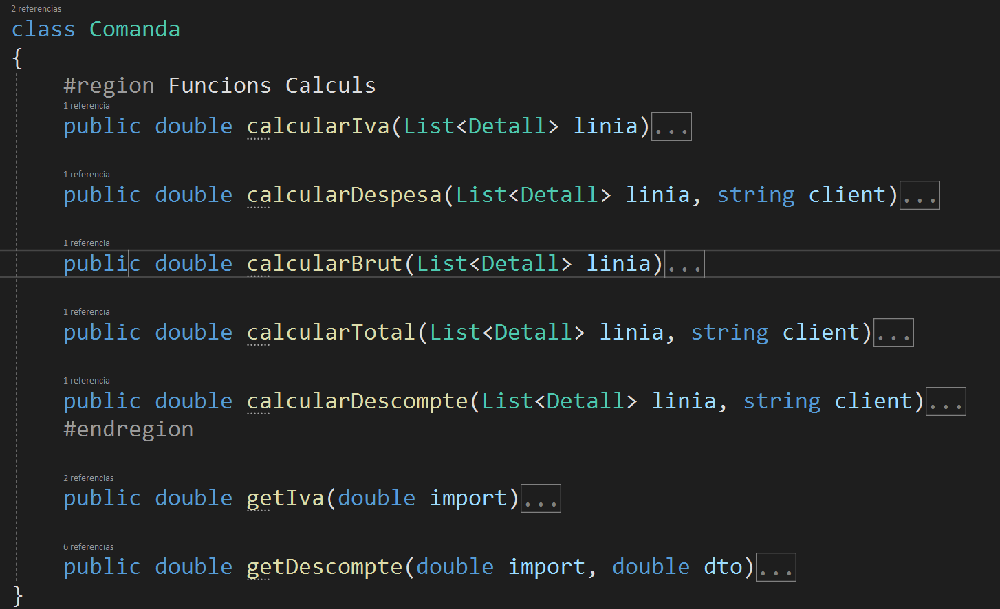 2 referencias
class Comanda
{
#region Funcions Calculs
1 referencia
public double calcularIva(List<Detall> linia)...
1 referencia
public double calcularDespesa(List<Detall> linia, string client)...
1 referencia
public double calcularBrut(List<Detall> linia)...
1 referencia
public double calcularTotal(List<Detall> linia, string client)...
1 referencia
public double calcularDescompte(List<Detall> linia, string client)...
#endregion
2 referencias
public double getIva(double import)...
6 referencias
public double getDescompte(double import, double dto)...
}